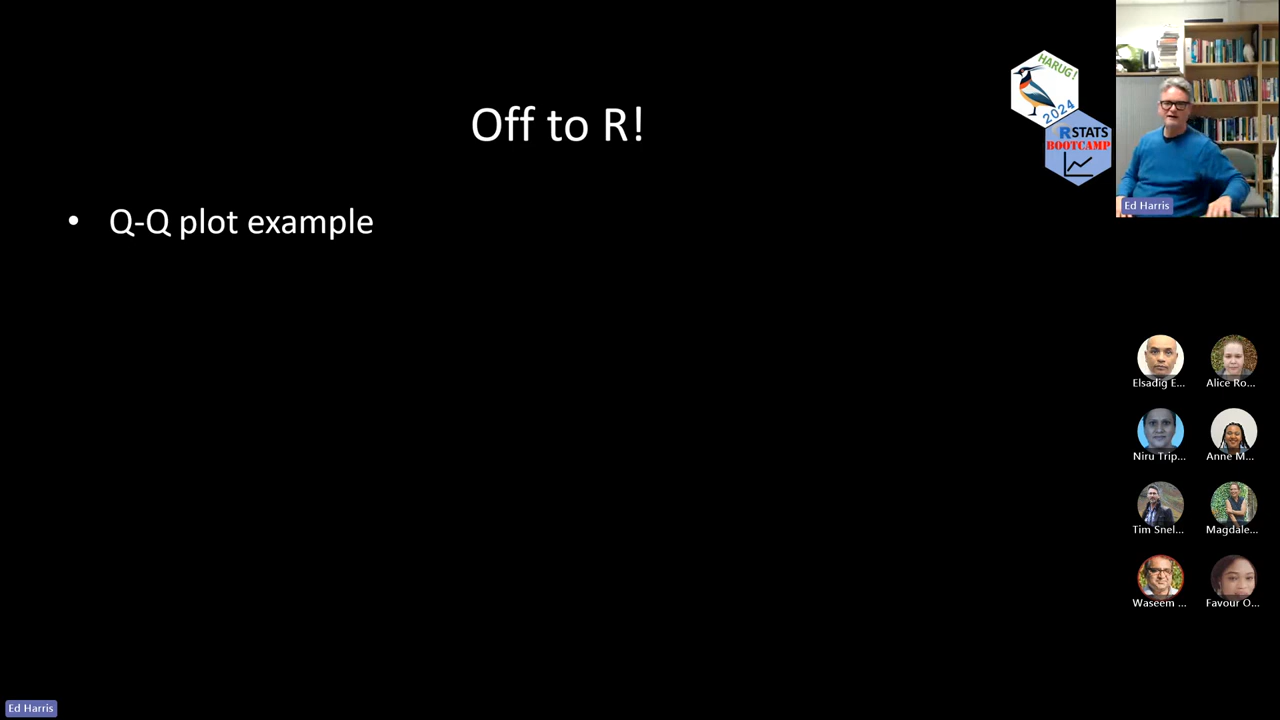 Off to R!
• Q-Q plot example
HARUG!
2024
RSTATS
BOOTCAMP
Ed Harris
Elsadig E...
Alice Ro...
Niru Trip...
Anne M...
Tim Snel...
Magdale...
Waseem ...
Favour O...
Ed Harris